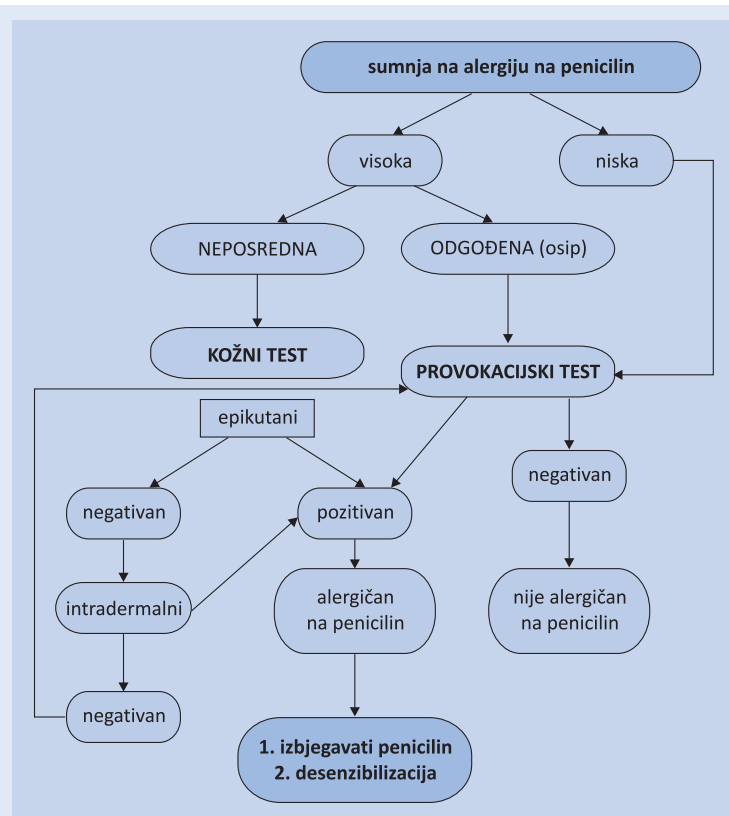 sumnja na alergiju na penicilin
visoka
niska
NEPOSREDNA
ODGOĐENA (osip)
KOŽNI TEST
PROVOKACIJSKI TEST
epikutani
negativan
negativan
pozitivan
intradermalni
alergičan
na penicilin
nije alergičan
na penicilin
negativan
1. izbjegavati penicilin
2. desenzibilizacija